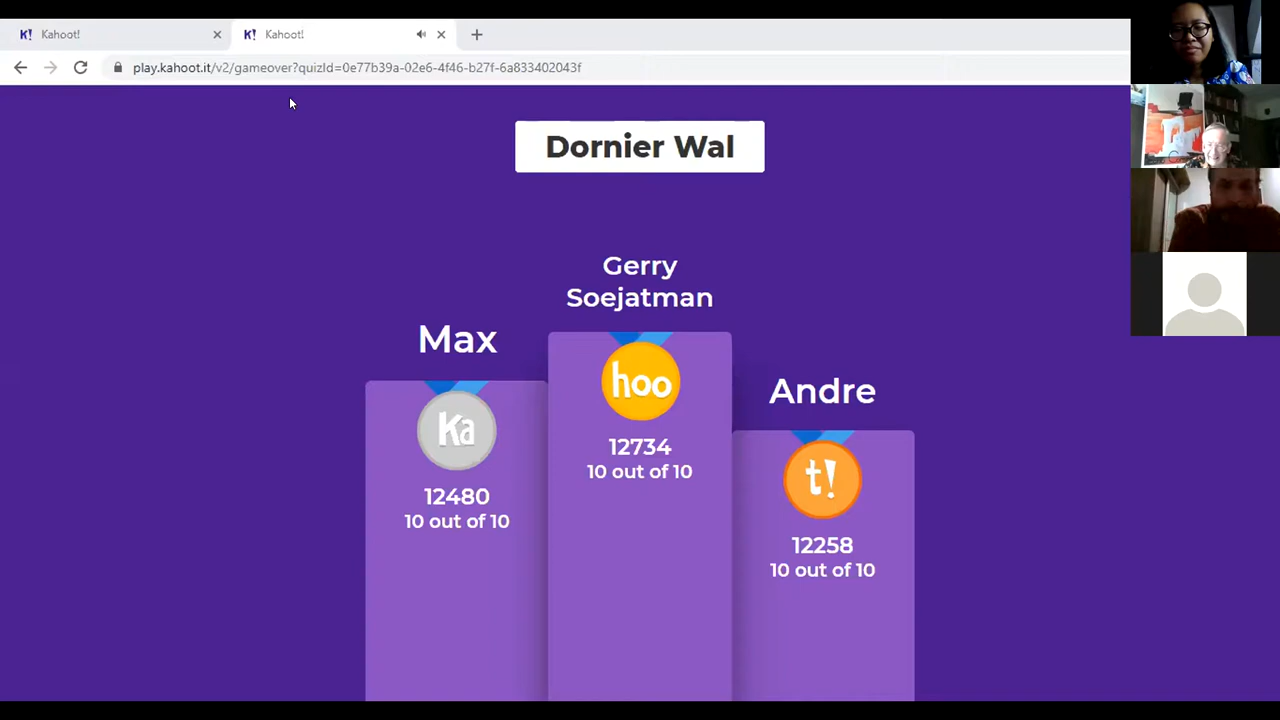 K! Kahoot!
K! Kahoot!
play.kahoot.it/v2/gameover?quizId=0e77b39a-02e6-4f46-b27f-6a833402043f
Dornier Wal
Gerry
Soejatman
Max
Andre
hoo
Ka
t!
12734
10 out of 10
12480
10 out of 10
12258
10 out of 10